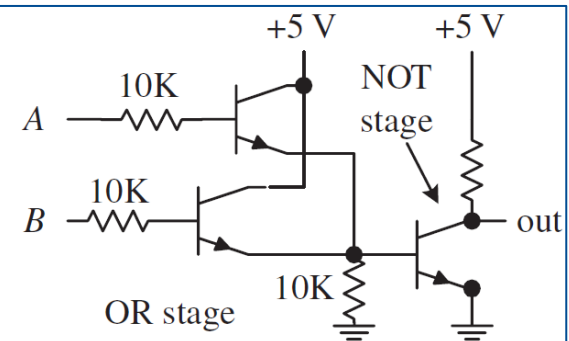 +5 V
+5 V
10K
NOT
stage
A
10K
B
out
10K
OR stage